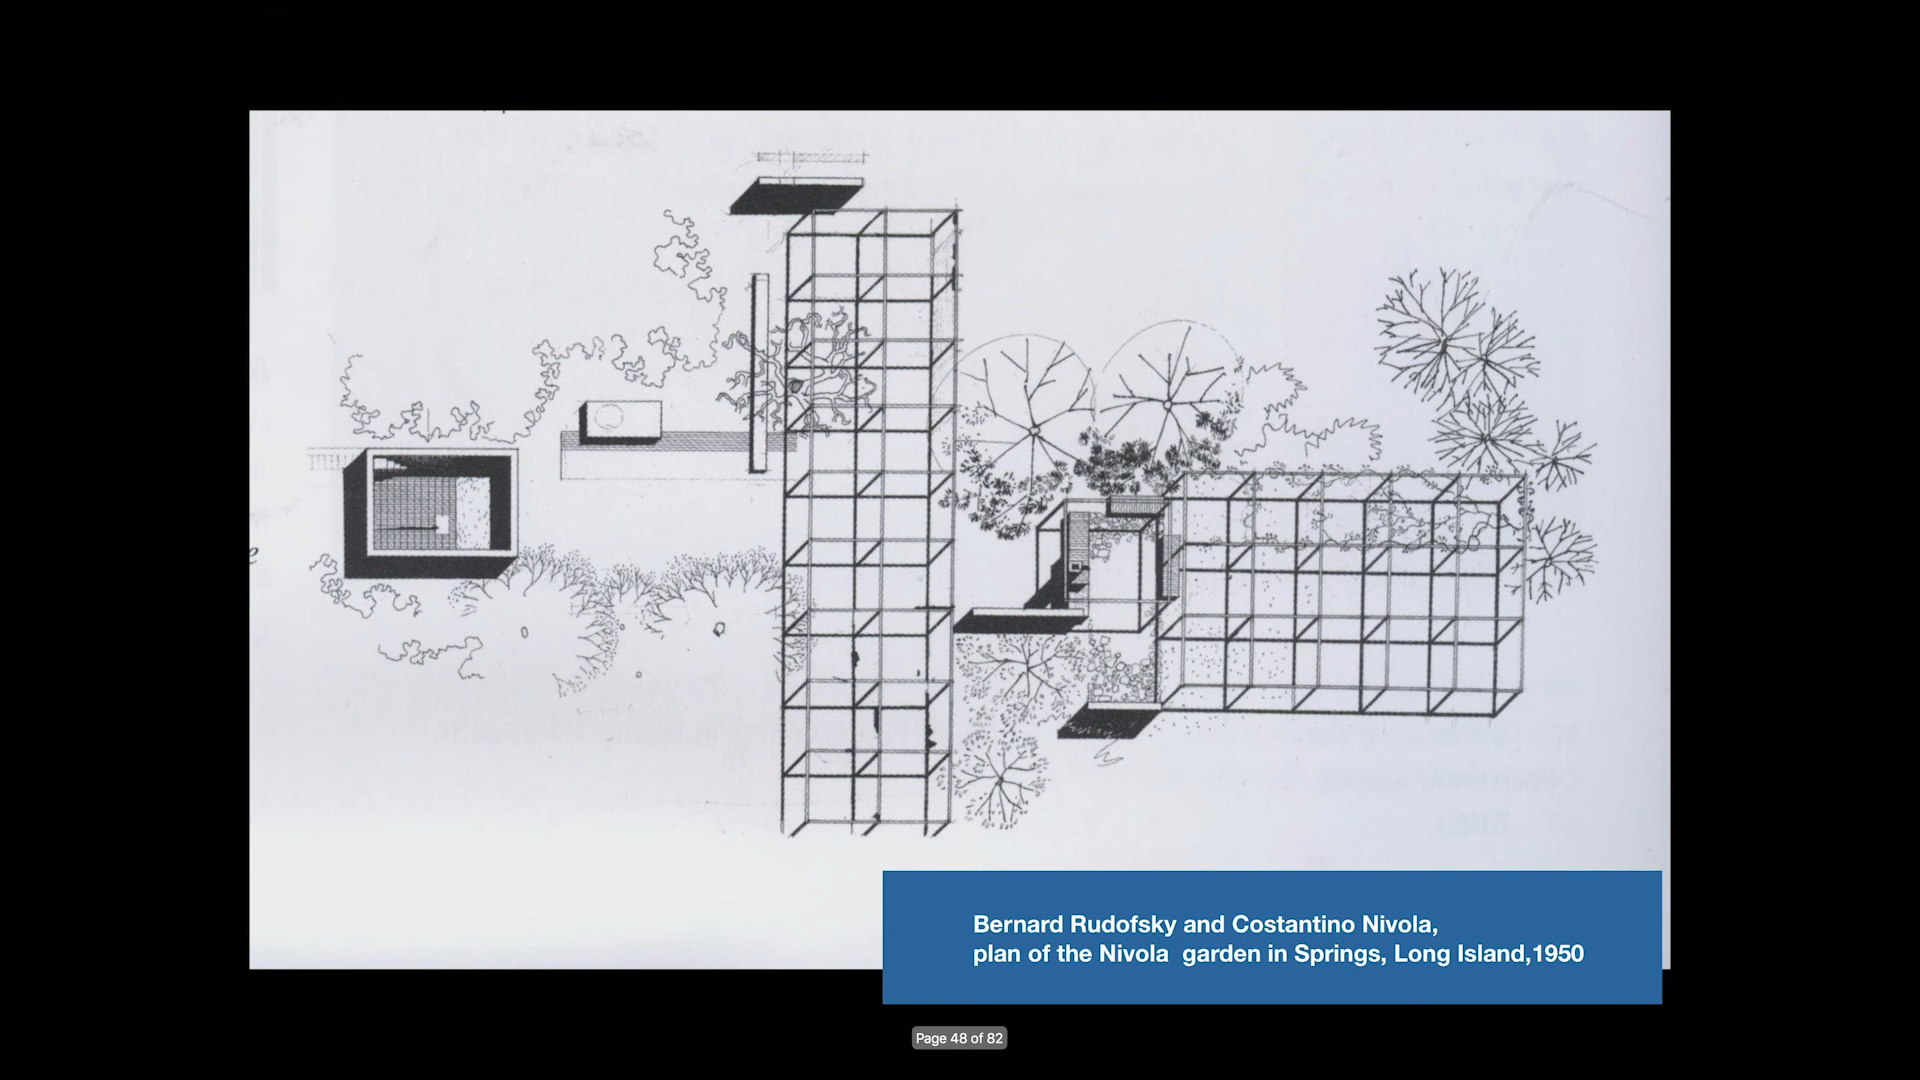 Bernard Rudofsky and Costantino Nivola,
plan of the Nivola  garden in Springs, Long Island,1950
Page 48 of 82